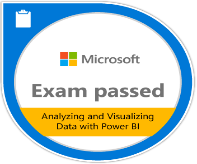 Microsoft
Exam passed
Analyzing and Visualizing
Data with Power BI